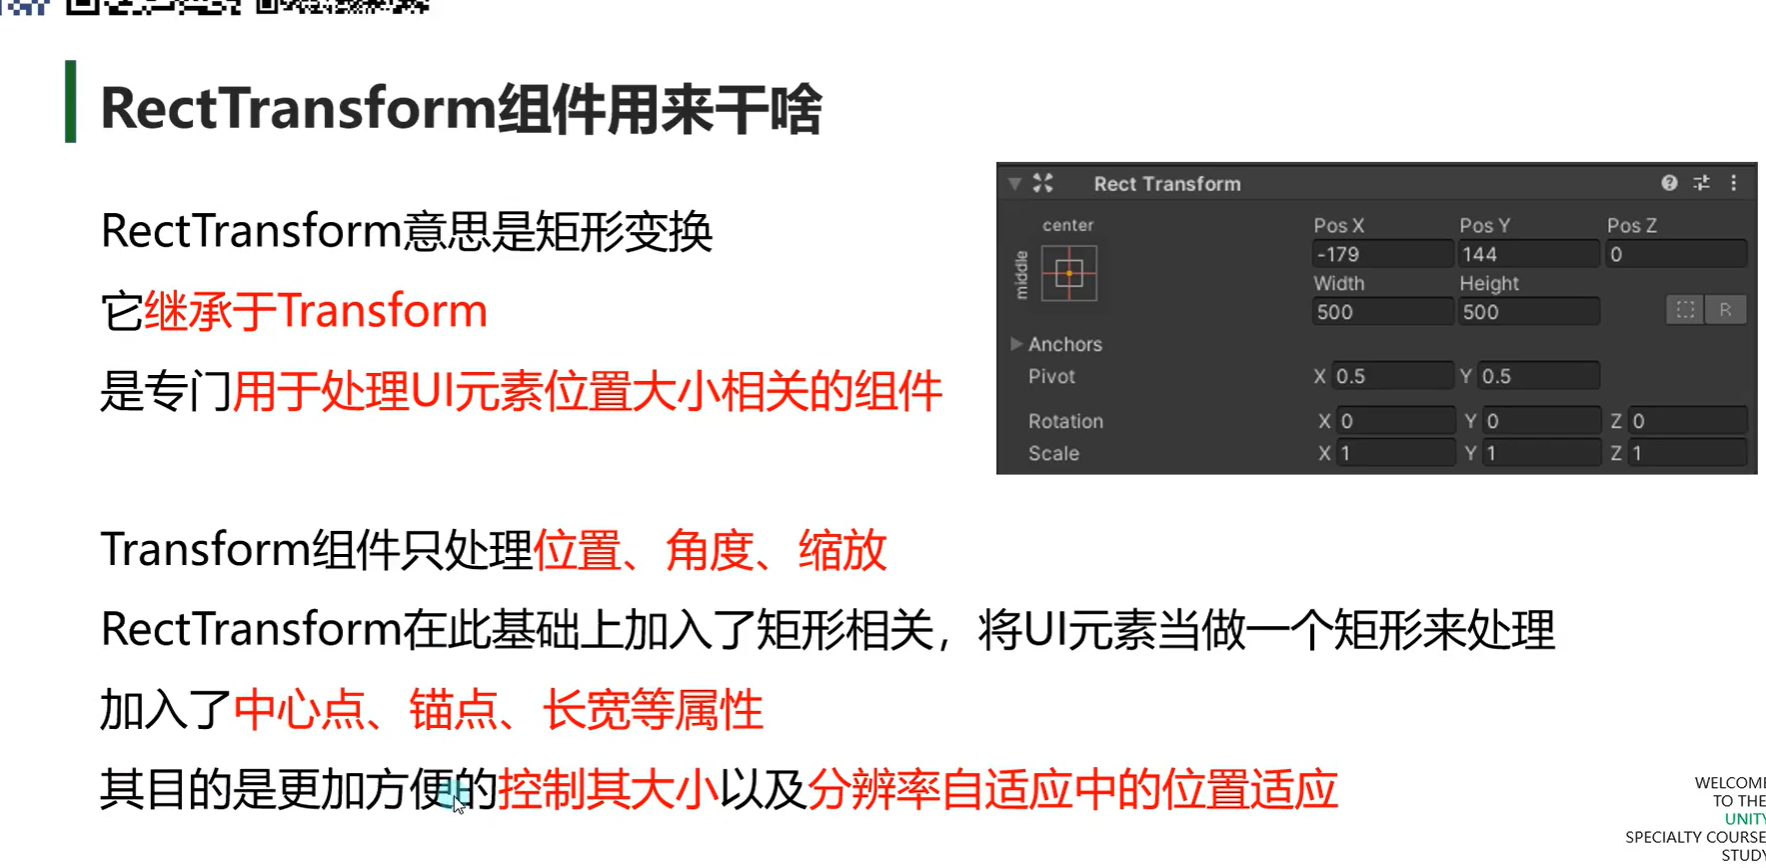 RectTransform组件用来干啥
RectTransform意思是矩形变换
它继承于Transform
是专门用于处理UI元素位置大小相关的组件
Rect Transform
center
middle
Pos X Pos Y Pos Z
-179 144 0
Width Height
500 500
R
Anchors
Pivot X 0.5 Y 0.5
Rotation X 0 Y 0 Z 0
Scale X 1 Y 1 Z 1
Transform组件只处理位置、角度、缩放
RectTransform在此基础上加入了矩形相关，将UI元素当做一个矩形来处理
加入了中心点、锚点、长宽等属性
其目的是更加方便的控制其大小以及分辨率自适应中的位置适应
WELCOME
TO THE
UNITY
SPECIALTY COURSE
STUDY